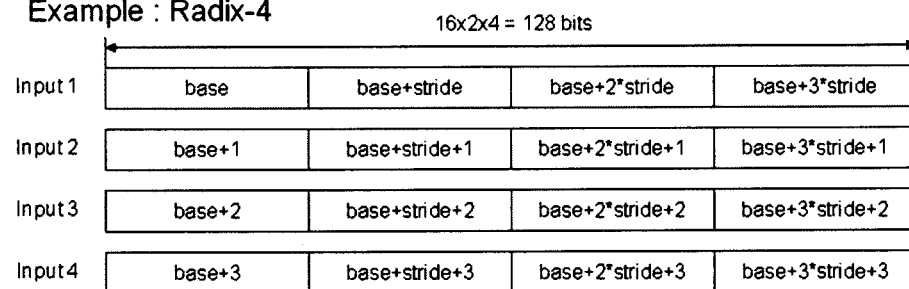 Example : Radix-4
16x2x4 = 128 bits
Input 1 base base+stride base+2*stride base+3*stride
Input 2 base+1 base+stride+1 base+2*stride+1 base+3*stride+1
Input 3 base+2 base+stride+2 base+2*stride+2 base+3*stride+2
Input 4 base+3 base+stride+3 base+2*stride+3 base+3*stride+3